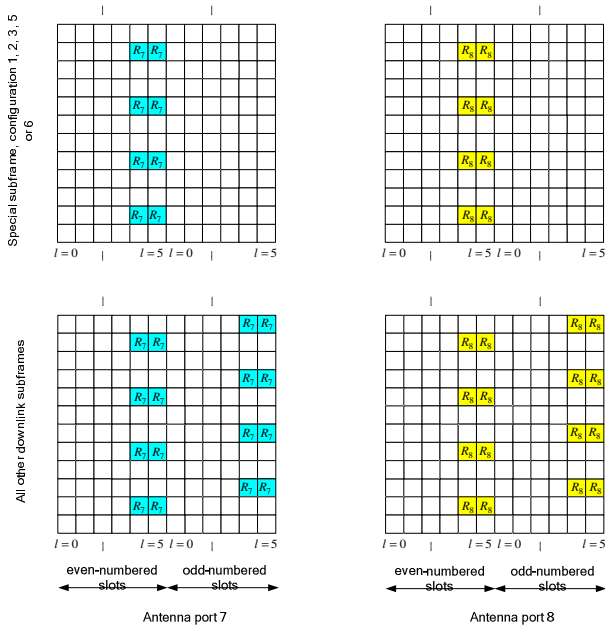 Special subframe, configuration 1, 2, 3, 5
or 6
R7 R7 R8 R8
R7 R7 R8 R8
R7 R7 R8 R8
R7 R7 R8 R8
l = 0 l = 5 l = 0 l = 5 l = 0 l = 5 l = 0 l = 5
All other downlink subframes
R7 R7 R8 R8
R7 R7 R8 R8
R7 R7 R8 R8
R7 R7 R8 R8
R7 R7 R8 R8
R7 R7 R8 R8
R7 R7 R8 R8
R7 R7 R8 R8
l = 0 l = 5 l = 0 l = 5 l = 0 l = 5 l = 0 l = 5
even-numbered odd-numbered even-numbered odd-numbered
slots slots slots slots
Antenna port 7 Antenna port 8